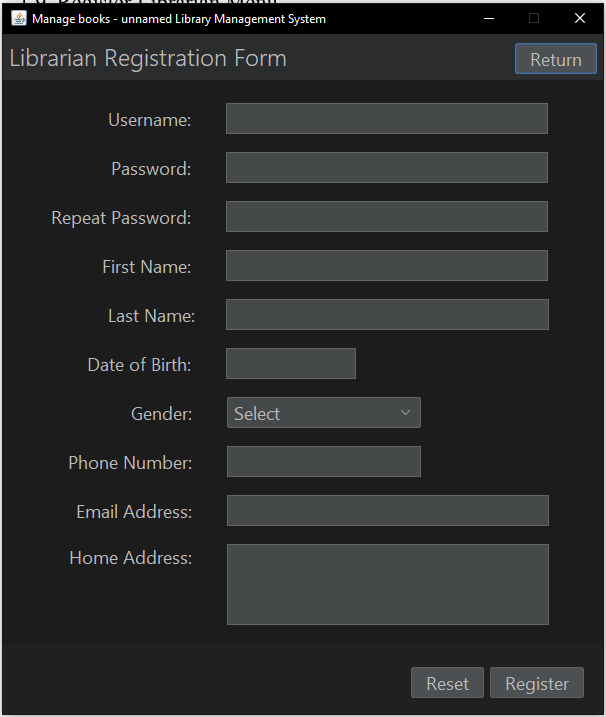 Manage books - unnamed Library Management System
Librarian Registration Form
Return
Username:
Password:
Repeat Password:
First Name:
Last Name:
Date of Birth:
Gender:
Select
Phone Number:
Email Address:
Home Address:
Reset
Register